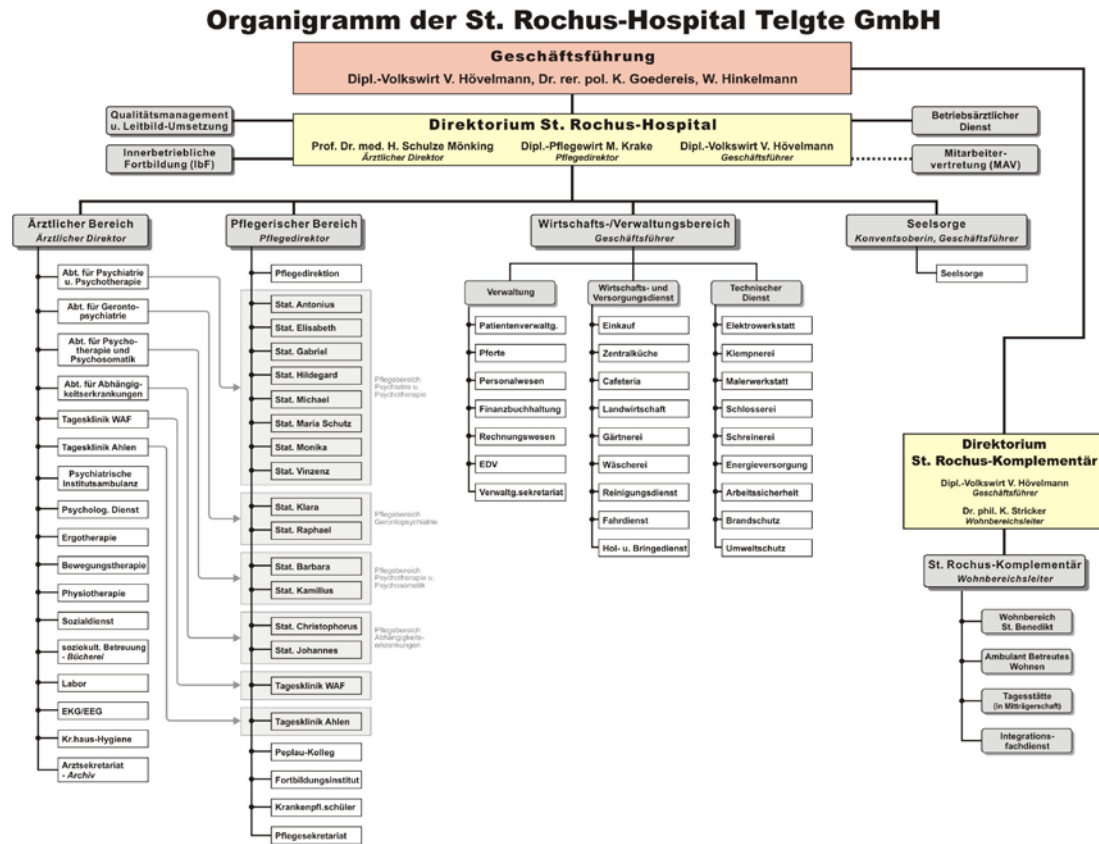 Organigramm der St. Rochus-Hospital Telgte GmbH
Geschäftsführung
Dipl.-Volkswirt V. Hövelmann, Dr. rer. pol. K. Goedereis, W. Hinkelmann
Qualitätsmanagement
u. Leitbild-Umsetzung
Innerbetriebliche
Fortbildung (IbF)
Direktorium St. Rochus-Hospital
Prof. Dr. med. H. Schulze Mönking
Ärztlicher Direktor
Dipl.-Pflegewirt M. Krake
Pflegedirektor
Dipl.-Volkswirt V. Hövelmann
Geschäftsführer
Betriebsärztlicher
Dienst
Mitarbeiter-
vertretung (MAV)
Ärztlicher Bereich
Ärztlicher Direktor
Abt. für Psychiatrie
u. Psychotherapie
Abt. für Geronto-
psychiatrie
Abt. für Psycho-
therapie und
Psychosomatik
Abt. für Abhängig-
keitserkrankungen
Tagesklinik WAF
Tagesklinik Ahlen
Psychiatrische
Institutsambulanz
Psycholog. Dienst
Ergotherapie
Bewegungstherapie
Physiotherapie
Sozialdienst
soziokult. Betreuung
- Bücherei
Labor
EKG/EEG
Kr.haus-Hygiene
Arztsekretariat
- Archiv
Pflegerischer Bereich
Pflegedirektor
Pflegedirektion
Stat. Antonius
Stat. Elisabeth
Stat. Gabriel
Stat. Hildegard
Stat. Michael
Stat. Maria Schutz
Stat. Monika
Stat. Vinzenz
Pflegebereich
Psychiatrie u.
Psychotherapie
Stat. Klara
Stat. Raphael
Pflegebereich
Gerontopsychiatrie
Stat. Barbara
Stat. Kamillus
Pflegebereich
Psychotherapie u.
Psychosomatik
Stat. Christophorus
Stat. Johannes
Pflegebereich
Abhängigkeits-
erkrankungen
Tagesklinik WAF
Tagesklinik Ahlen
Peplau-Kolleg
Fortbildungsinstitut
Krankenpfl.schüler
Pflegesekretariat
Wirtschafts-/Verwaltungsbereich
Geschäftsführer
Verwaltung
Patientenverwaltg.
Pforte
Personalwesen
Finanzbuchhaltung
Rechnungswesen
EDV
Verwaltg.sekretariat
Wirtschafts- und
Versorgungsdienst
Einkauf
Zentralküche
Cafeteria
Landwirtschaft
Gärtnerei
Wäscherei
Reinigungsdienst
Fahrdienst
Hol- u. Bringedienst
Technischer
Dienst
Elektrowerkstatt
Klempnerei
Malerwerkstatt
Schlosserei
Schreinerei
Energieversorgung
Arbeitssicherheit
Brandschutz
Umweltschutz
Seelsorge
Konventsoberin, Geschäftsführer
Seelsorge
Direktorium
St. Rochus-Komplementär
Dipl.-Volkswirt V. Hövelmann
Geschäftsführer
Dr. phil. K. Stricker
Wohnbereichsleiter
St. Rochus-Komplementär
Wohnbereichsleiter
Wohnbereich
St. Benedikt
Ambulant Betreutes
Wohnen
Tagesstätte
(in Mitträgerschaft)
Integrations-
fachdienst